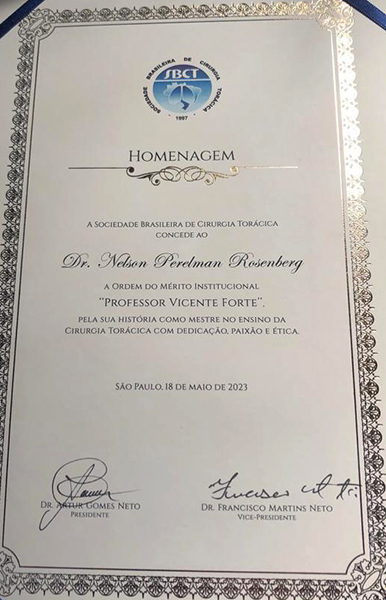 SOCIEDADE BRASILEIRA DE CIRURGIA TORÁCICA
SBCT
1997
HOMENAGEM
A SOCIEDADE BRASILEIRA DE CIRURGIA TORÁCICA
CONCEDE AO
Dr. Nelson Perelman Rosenberg
A ORDEM DO MÉRITO INSTITUCIONAL
"PROFESSOR VICENTE FORTE",
PELA SUA HISTÓRIA COMO MESTRE NO ENSINO DA
CIRURGIA TORÁCICA COM DEDICAÇÃO, PAIXÃO E ÉTICA.
SÃO PAULO, 18 DE MAIO DE 2023
DR. ARTUR GOMES NETO
PRESIDENTE
DR. FRANCISCO MARTINS NETO
VICE-PRESIDENTE